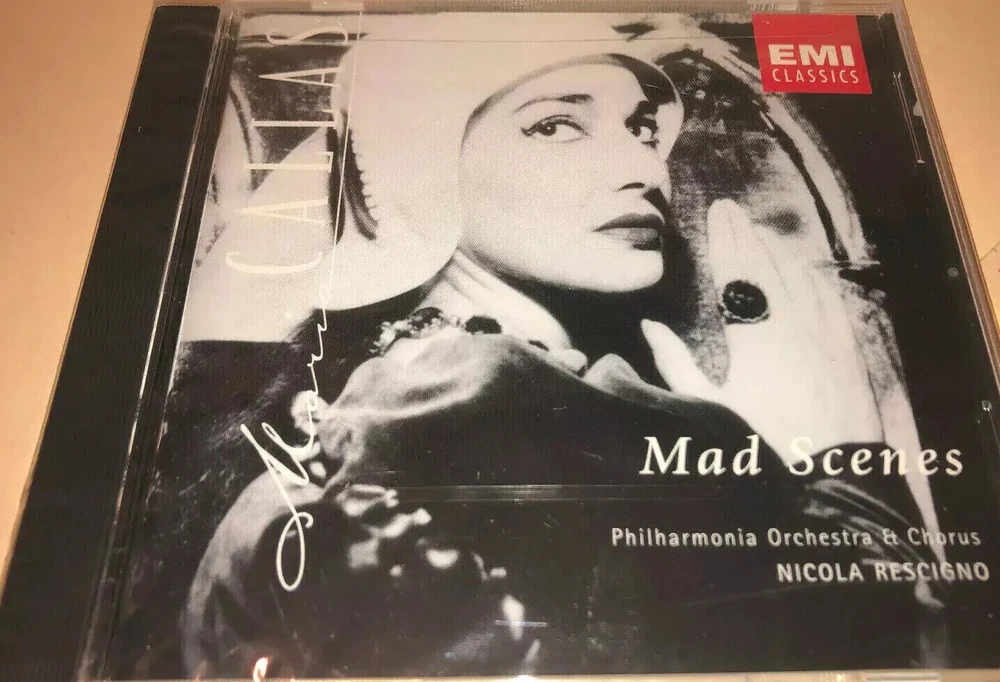 EMI
CLASSICS
Maria CALLAS
Mad Scenes
Philharmonia Orchestra & Chorus
NICOLA RESCIGNO